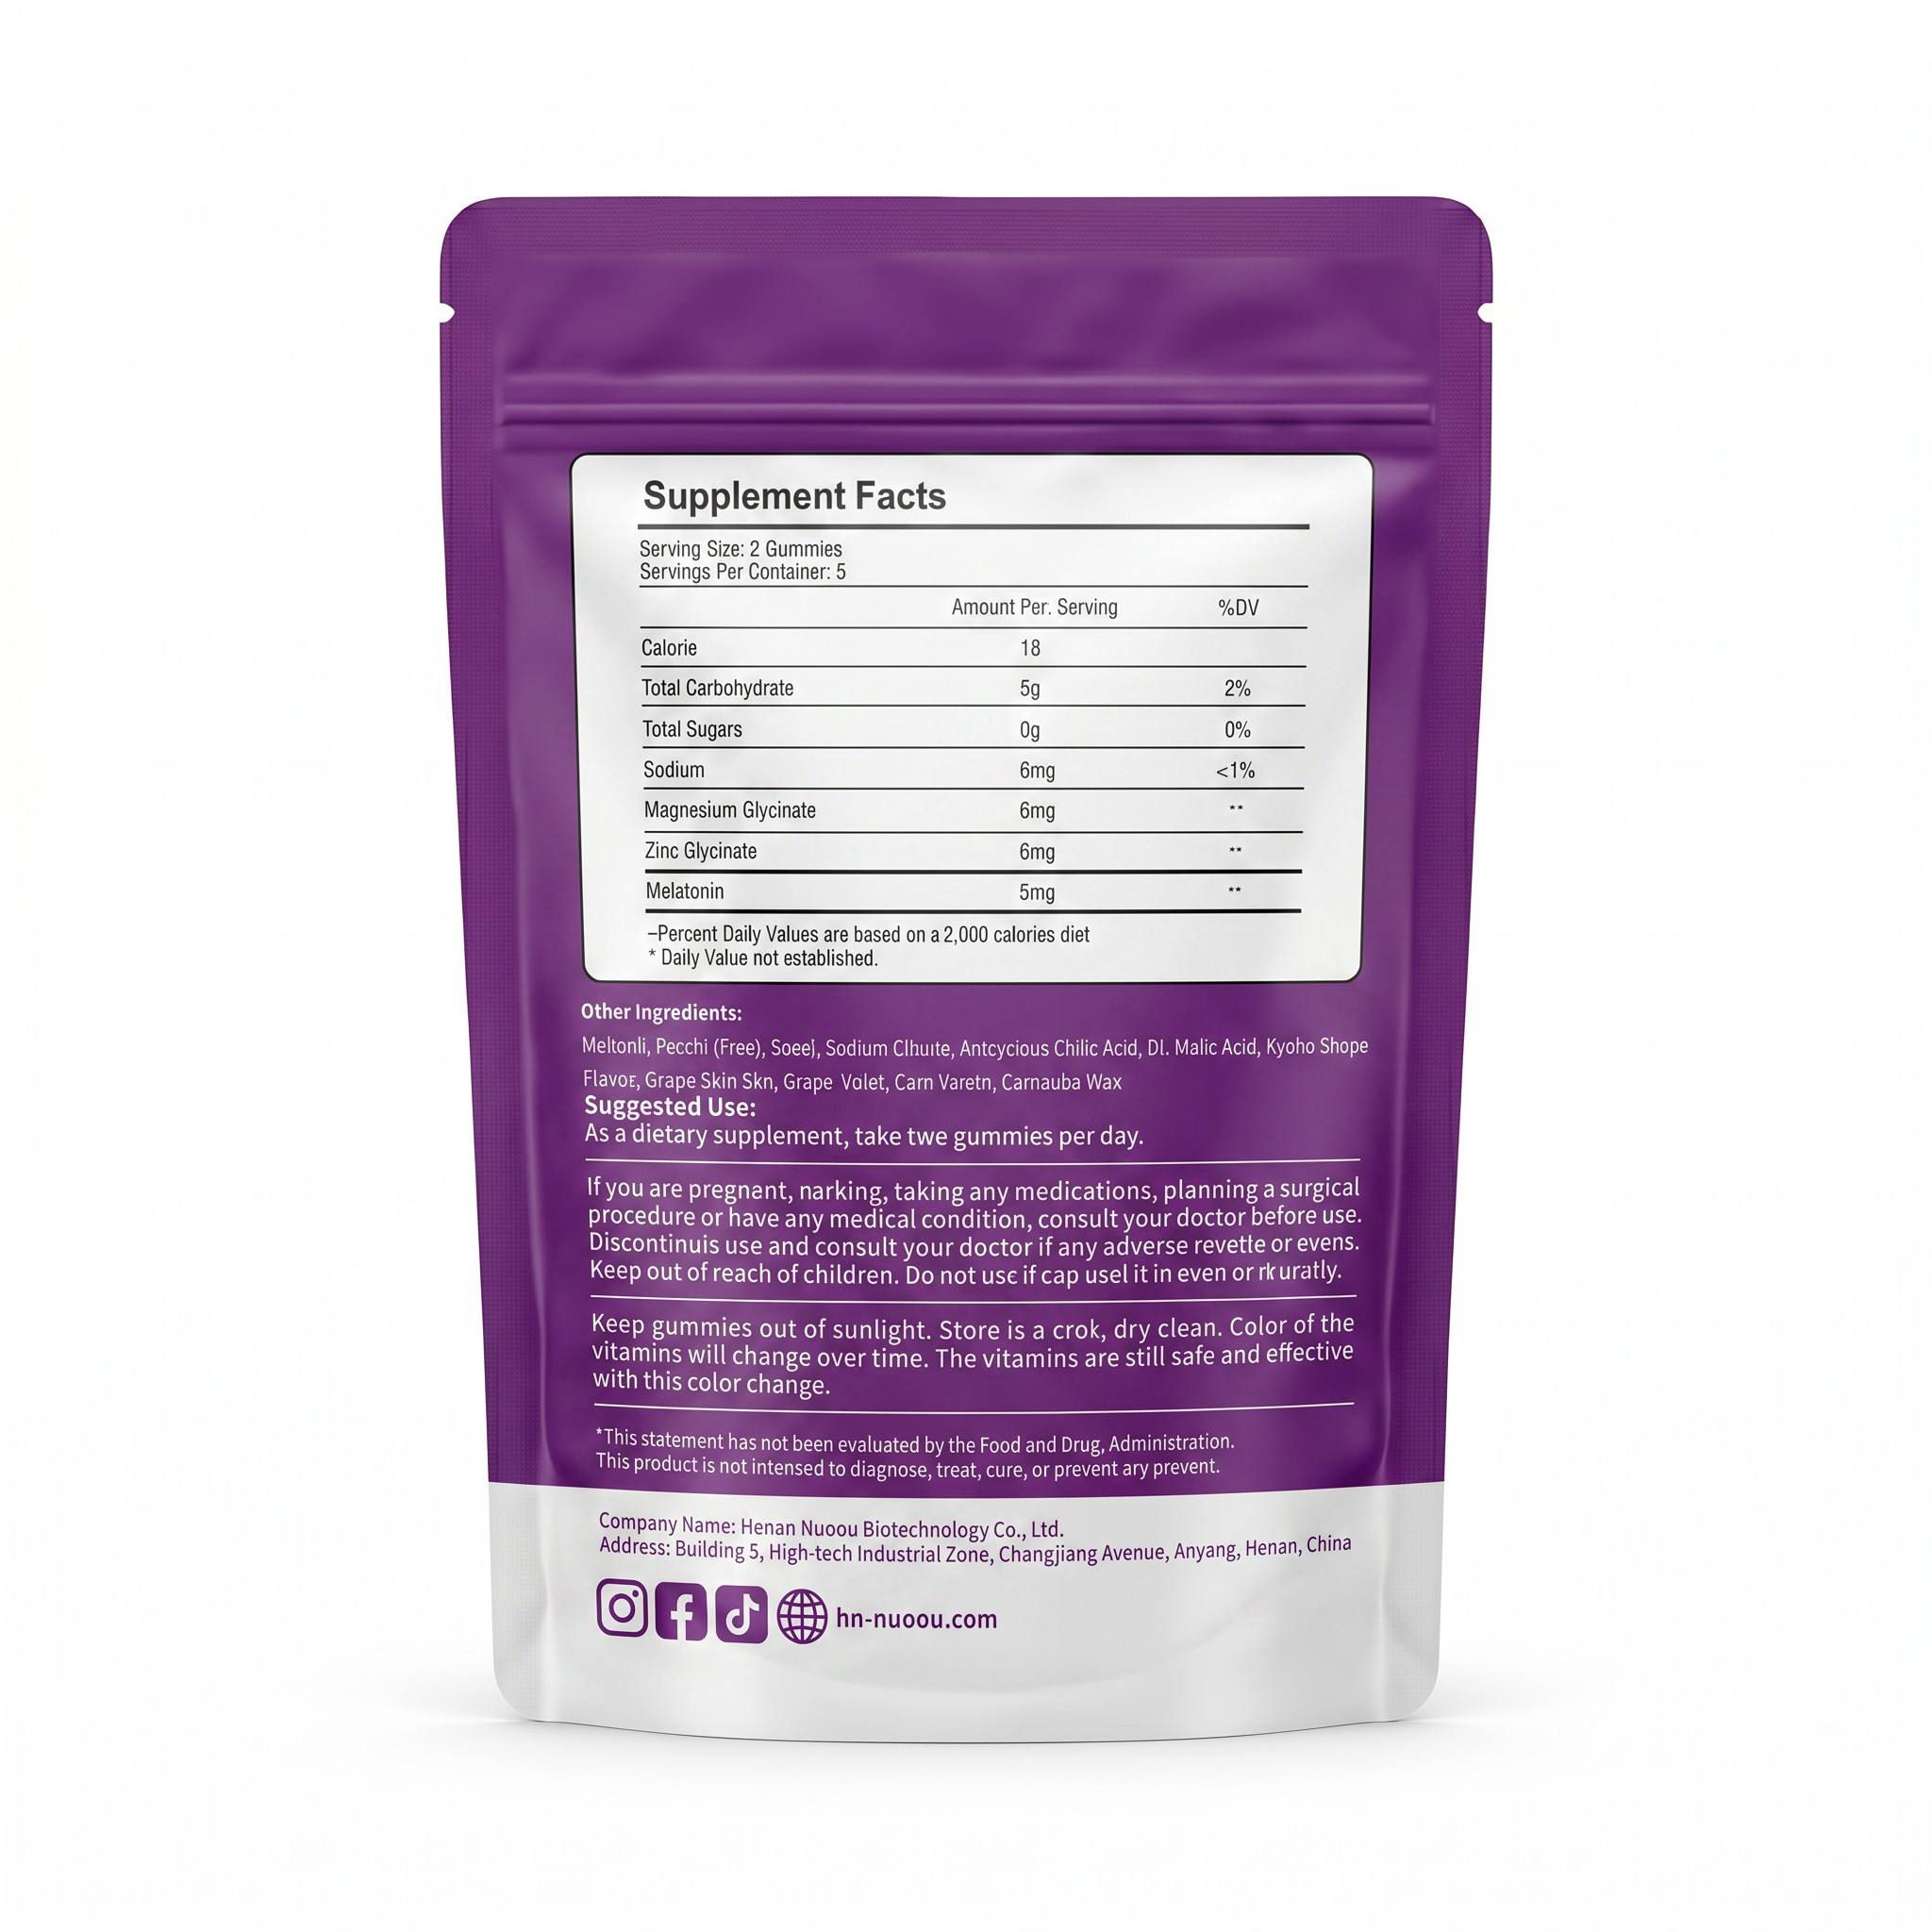 Supplement Facts
Serving Size: 2 Gummies
Servings Per Container: 5
Amount Per. Serving %DV
Calorie 18
Total Carbohydrate 5g 2%
Total Sugars 0g 0%
Sodium 6mg <1%
Magnesium Glycinate 6mg **
Zinc Glycinate 6mg **
Melatonin 5mg **
–Percent Daily Values are based on a 2,000 calories diet
* Daily Value not established.
Other Ingredients:
Meltonli, Pecchi (Free), Sodium Antcycious Chilic Acid, Malic Acid, Kyoho Shope
Flavor, Grape Skin Skn, Grape Valet, Carn Varetn, Carnauba Wax
Suggested Use:
As a dietary supplement, take twe gummies per day.
If you are pregnant, narking, taking any medications, planning a surgical
procedure or have any medical condition, consult your doctor before use.
Discontinuis use and consult your doctor if any adverse revette or evens.
Keep out of reach of children. Do not use if cap usel it in even or
Keep gummies out of sunlight. Store is a crok, dry clean. Color of the
vitamins will change over time. The vitamins are still safe and effective
with this color change.
*This statement has not been evaluated by the Food and Drug, Administration.
This product is not intensed to diagnose, treat, cure, or prevent ary prevent.
Company Name: Henan Nuoou Biotechnology Co., Ltd.
Address: Building 5, High-tech Industrial Zone, Changjiang Avenue, Anyang, Henan, China
hn-nuoou.com